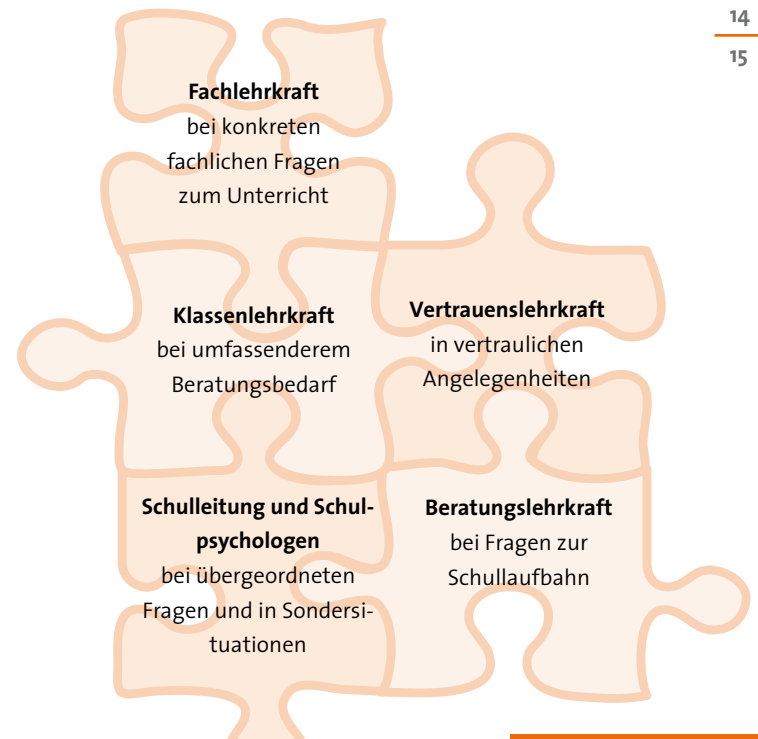 14
15
Fachlehrkraft
bei konkreten
fachlichen Fragen
zum Unterricht
Klassenlehrkraft
bei umfassenderem
Beratungsbedarf
Vertrauenslehrkraft
in vertraulichen
Angelegenheiten
Schulleitung und Schul-
psychologen
bei übergeordneten
Fragen und in Sondersi-
tuationen
Beratungslehrkraft
bei Fragen zur
Schullaufbahn